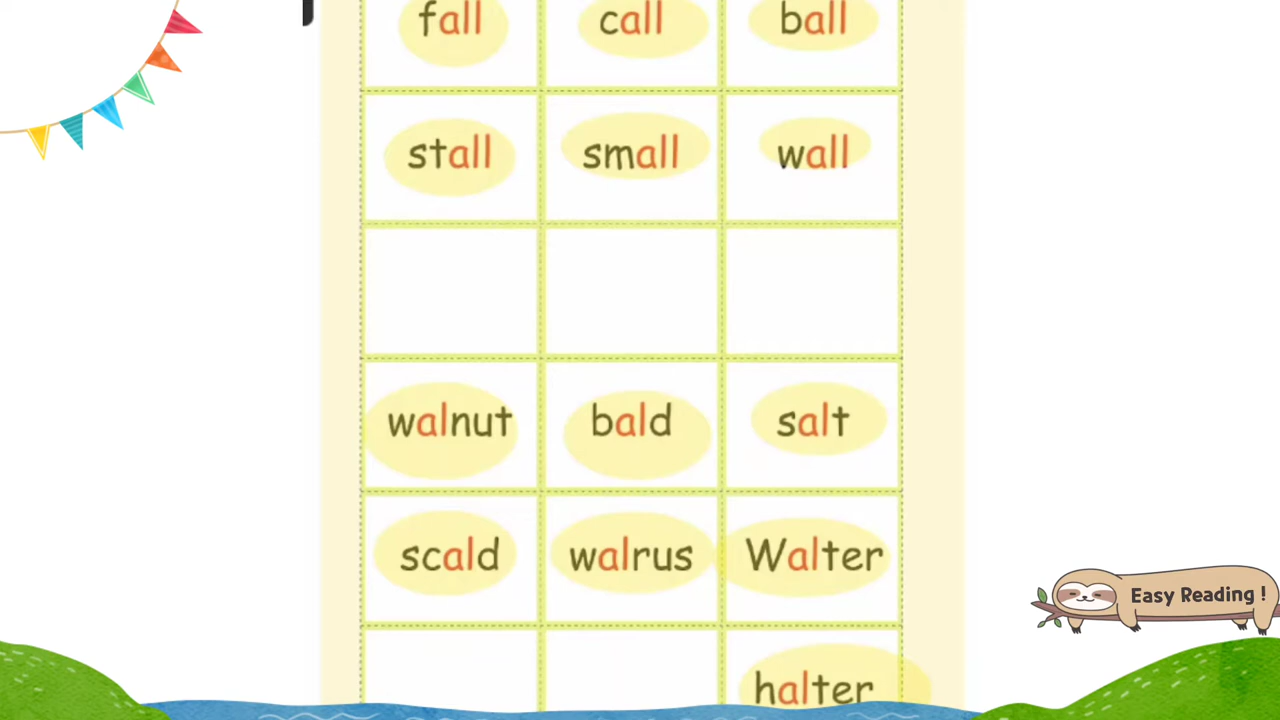 fall call ball
stall small wall
walnut bald salt
scald walrus Walter
Easy Reading !
halter